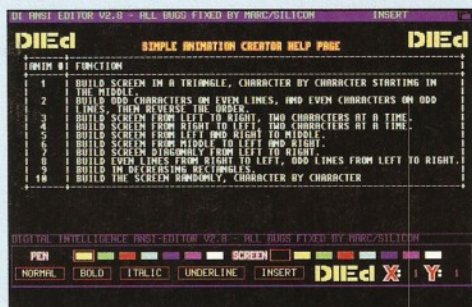 DI ANSI EDITOR V2.8 - ALL BUGS FIXED BY MARC/SILICON INSERT
DIEd SIMPLE ANIMATION CREATOR HELP PAGE DIEd
ANIM # FUNCTION
1 BUILD SCREEN IN A TRIANGLE, CHARACTER BY CHARACTER STARTING IN
THE MIDDLE.
2 BUILD ODD CHARACTERS ON EVEN LINES, AND EVEN CHARACTERS ON ODD
LINES, THEN REVERSE THE ORDER.
3 BUILD SCREEN FROM LEFT TO RIGHT, TWO CHARACTERS AT A TIME.
4 BUILD SCREEN FROM RIGHT TO LEFT, TWO CHARACTERS AT A TIME.
5 BUILD SCREEN FROM LEFT AND RIGHT TO MIDDLE.
6 BUILD SCREEN FROM MIDDLE TO LEFT AND RIGHT.
7 BUILD SCREEN DIAGONALY FROM LEFT TO RIGHT.
8 BUILD EVEN LINES FROM RIGHT TO LEFT, ODD LINES FROM LEFT TO RIGHT.
9 BUILD IN DECREASING RECTANGLES.
10 BUILD THE SCREEN RANDOMLY, CHARACTER BY CHARACTER
DIGITAL INTELLIGENCE ANSI-EDITOR V2.8 - ALL BUGS FIXED BY MARC/SILICON
PEN SCREEN
NORMAL BOLD ITALIC UNDERLINE INSERT DIEd X: 1 Y: 1